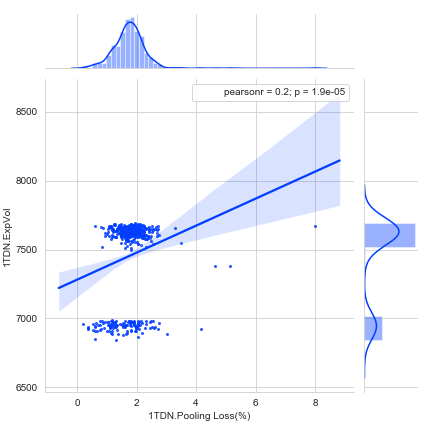 pearsonr = 0.2; p = 1.9e-05
8500
8000
7500
7000
6500
1TDN.ExpVol
0 2 4 6 8
1TDN.Pooling Loss(%)